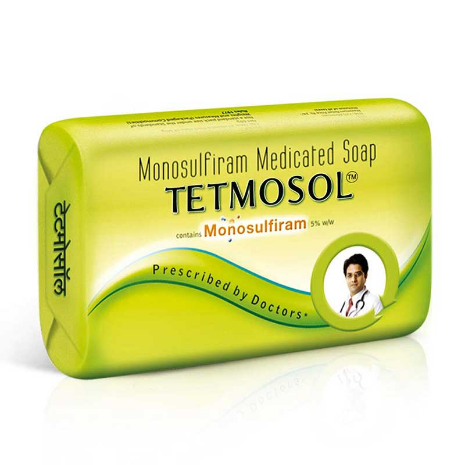 Monosulfiram Medicated Soap
TETMOSOL™
contains Monosulfiram 5% w/w
Prescribed by Doctors*
टेटमोसॉल